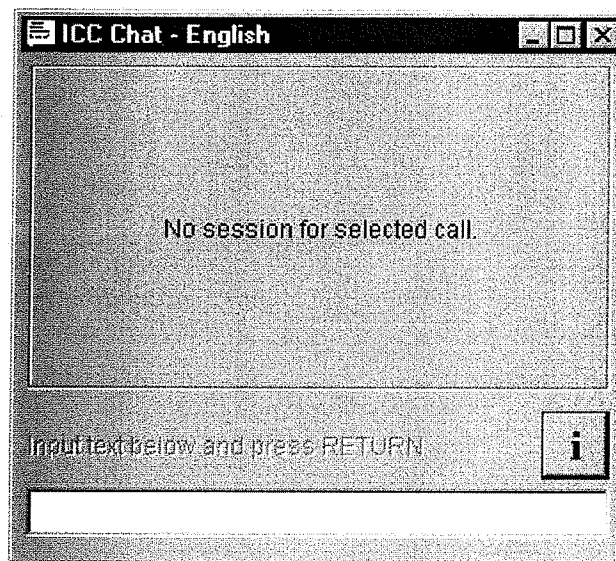 ICC Chat - English
No session for selected call.
Input text below and press RETURN
i